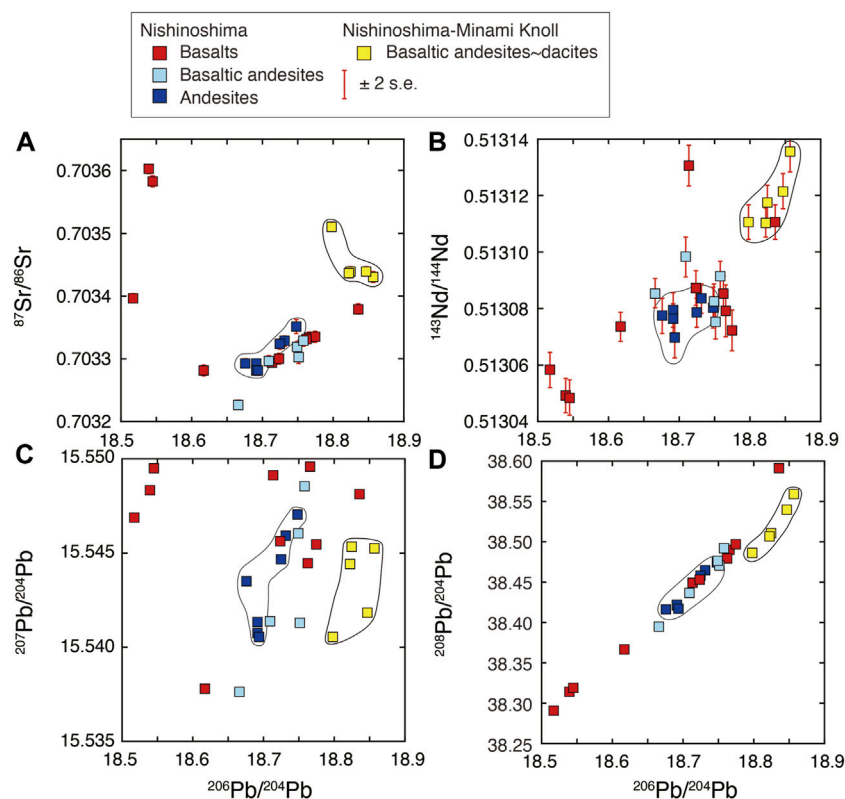 Nishinoshima Nishinoshima-Minami Knoll
Basalts Basaltic andesites~dacites
Basaltic andesites ± 2 s.e.
Andesites
A
0.7036
0.7035
0.7034
0.7033
0.7032
⁸⁷Sr/⁸⁶Sr
18.5 18.6 18.7 18.8 18.9
B
0.51314
0.51312
0.51310
0.51308
0.51306
0.51304
¹⁴³Nd/¹⁴⁴Nd
18.5 18.6 18.7 18.8 18.9
C
15.550
15.545
15.540
15.535
²⁰⁷Pb/²⁰⁴Pb
18.5 18.6 18.7 18.8 18.9
²⁰⁶Pb/²⁰⁴Pb
D
38.60
38.55
38.50
38.45
38.40
38.35
38.30
38.25
²⁰⁸Pb/²⁰⁴Pb
18.5 18.6 18.7 18.8 18.9
²⁰⁶Pb/²⁰⁴Pb